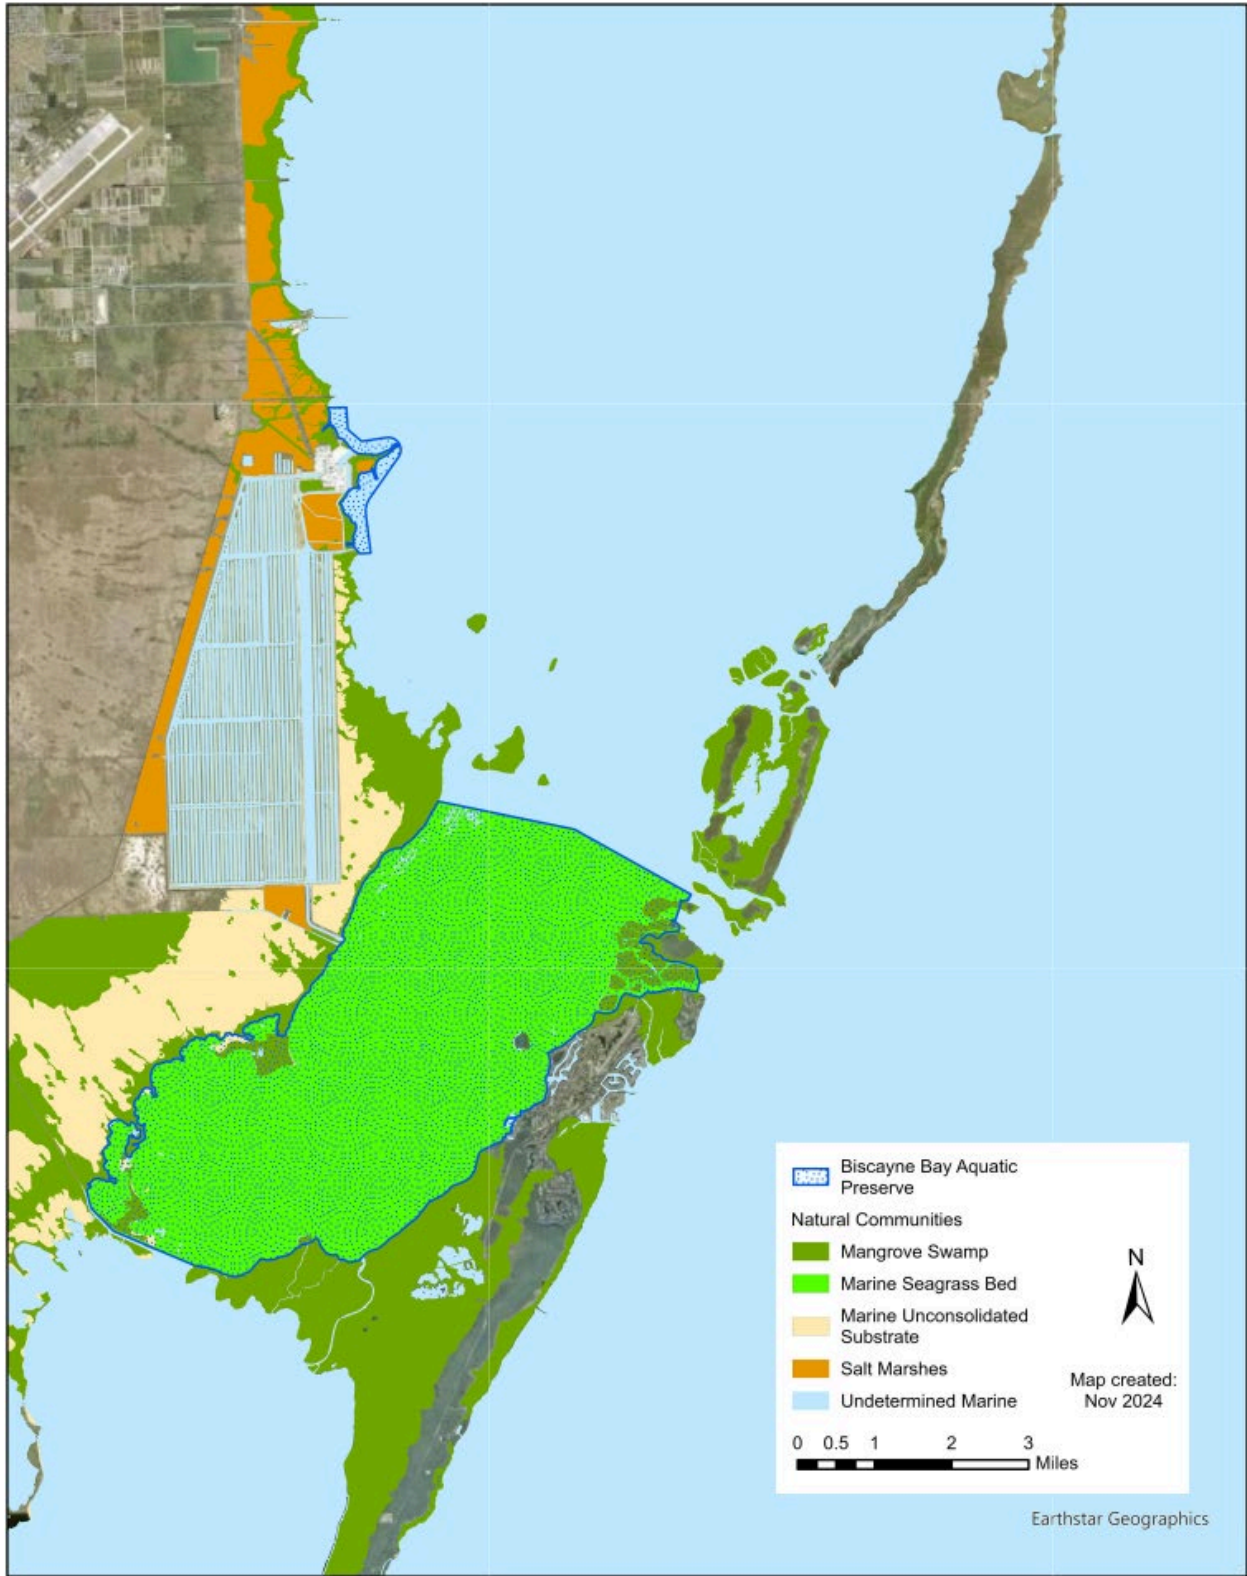 Biscayne Bay Aquatic
Preserve
Natural Communities
Mangrove Swamp
Marine Seagrass Bed
Marine Unconsolidated
Substrate
Salt Marshes
Undetermined Marine
N
Map created:
Nov 2024
0 0.5 1 2 3
Miles
Earthstar Geographics